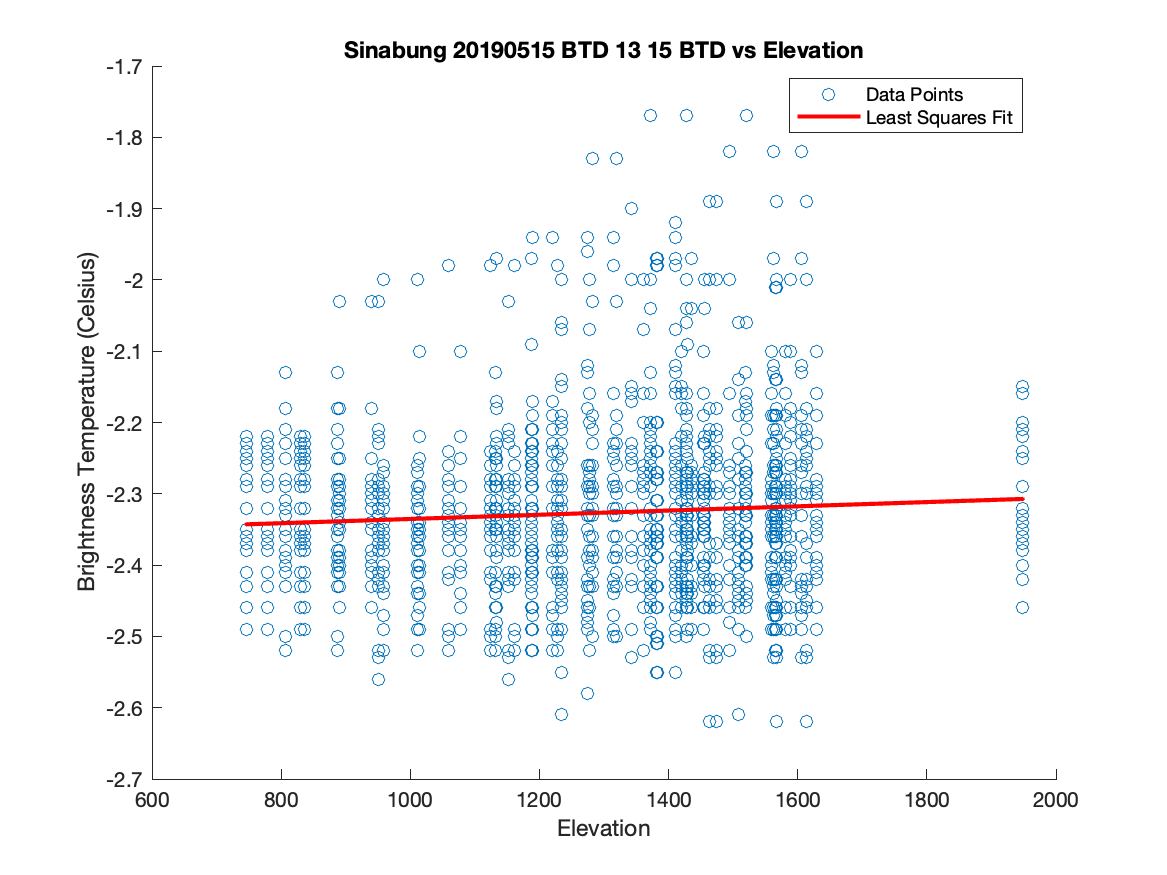 Sinabung 20190515 BTD 13 15 BTD vs Elevation
Data Points
Least Squares Fit
Brightness Temperature (Celsius)
-1.7
-1.8
-1.9
-2
-2.1
-2.2
-2.3
-2.4
-2.5
-2.6
-2.7
600 800 1000 1200 1400 1600 1800 2000
Elevation